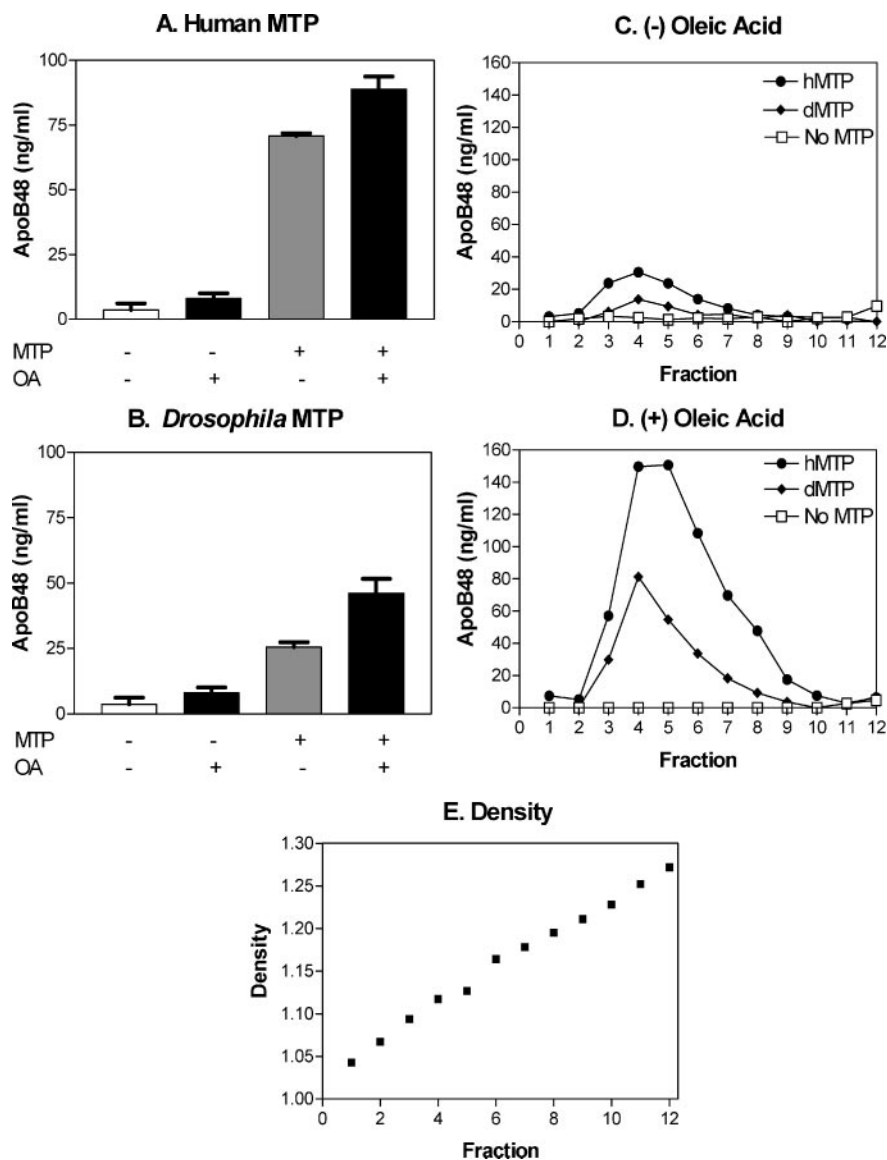 A. Human MTP
ApoB48 (ng/ml)
100
75
50
25
0
MTP - - + +
OA - + - +
C. (-) Oleic Acid
ApoB48 (ng/ml)
160
140
120
100
80
60
40
20
0
hMTP
dMTP
No MTP
0 1 2 3 4 5 6 7 8 9 10 11 12
Fraction
B. Drosophila MTP
ApoB48 (ng/ml)
100
75
50
25
0
MTP - - + +
OA - + - +
D. (+) Oleic Acid
ApoB48 (ng/ml)
160
140
120
100
80
60
40
20
0
hMTP
dMTP
No MTP
0 1 2 3 4 5 6 7 8 9 10 11 12
Fraction
E. Density
Density
1.30
1.25
1.20
1.15
1.10
1.05
1.00
0 2 4 6 8 10 12
Fraction